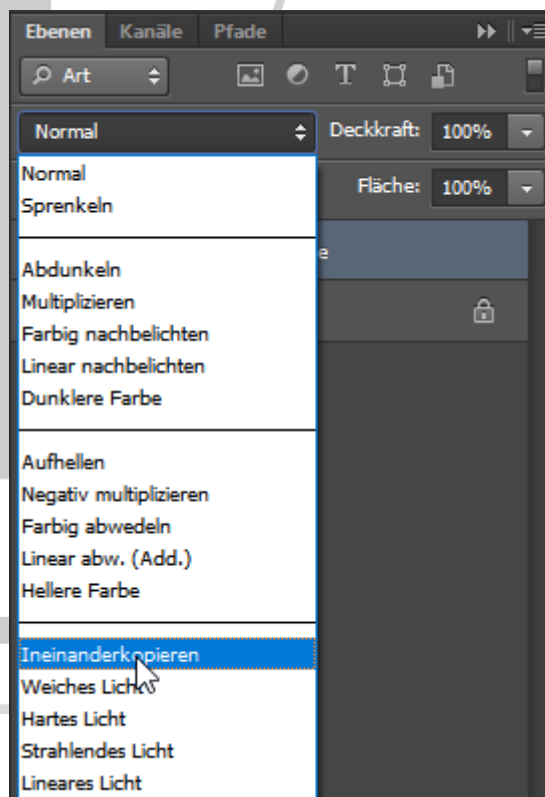 Ebenen Kanäle Pfade
Art
Normal Deckkraft: 100%
Normal Fläche: 100%
Sprenkeln
e
Abdunkeln
Multiplizieren
Farbig nachbelichten
Linear nachbelichten
Dunklere Farbe
Aufhellen
Negativ multiplizieren
Farbig abwedeln
Linear abw. (Add.)
Hellere Farbe
Ineinanderkopieren
Weiches Licht
Hartes Licht
Strahlendes Licht
Lineares Licht